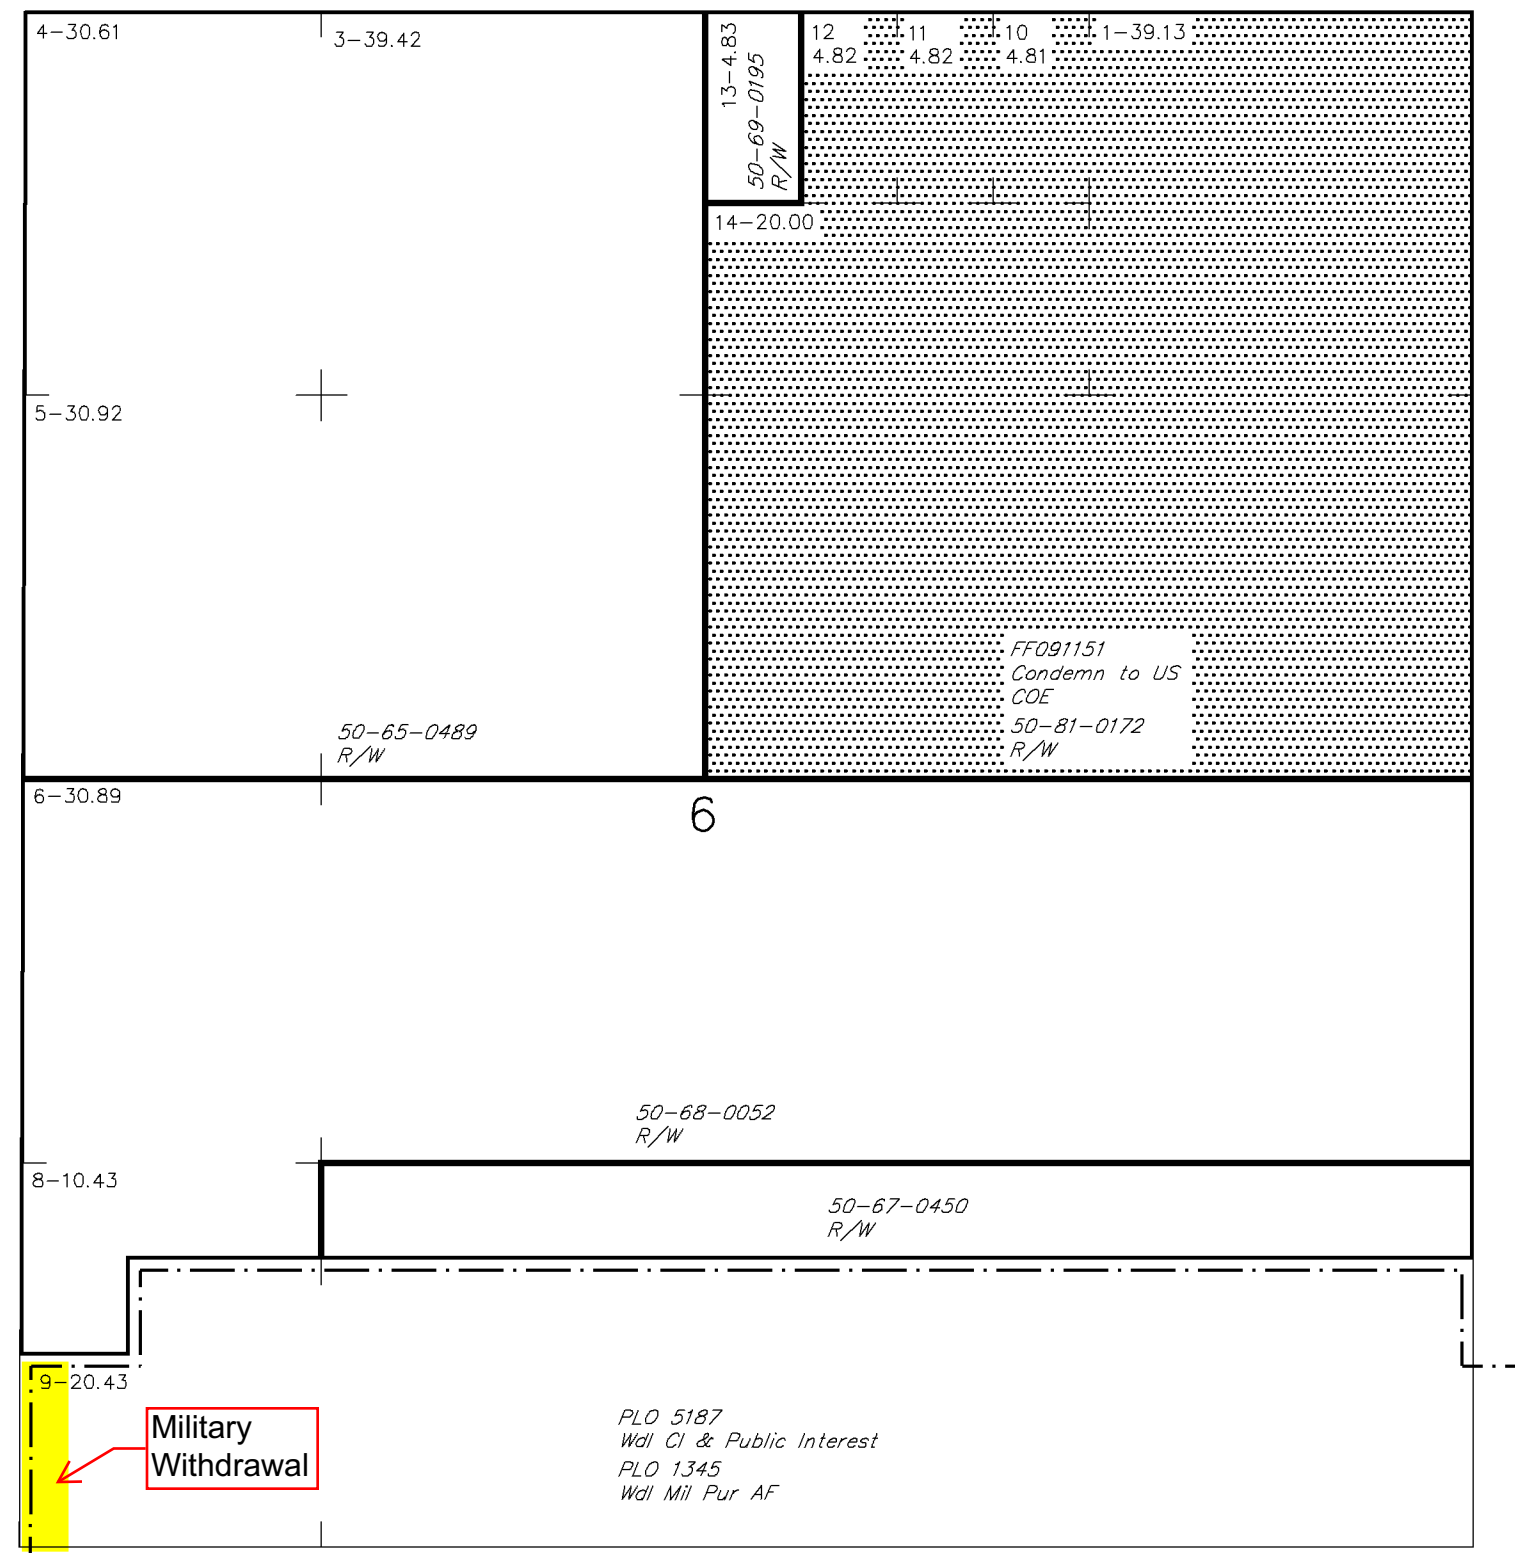 4-30.61
3-39.42
13-4.83
50-69-0195
R/W
12
4.82
11
4.82
10
4.81
1-39.13
14-20.00
5-30.92
FF091151
Condemn to US
COE
50-81-0172
R/W
50-65-0489
R/W
6-30.89
6
50-68-0052
R/W
8-10.43
50-67-0450
R/W
9-20.43
Military
Withdrawal
PLO 5187
Wdl Cl & Public Interest
PLO 1345
Wdl Mil Pur AF